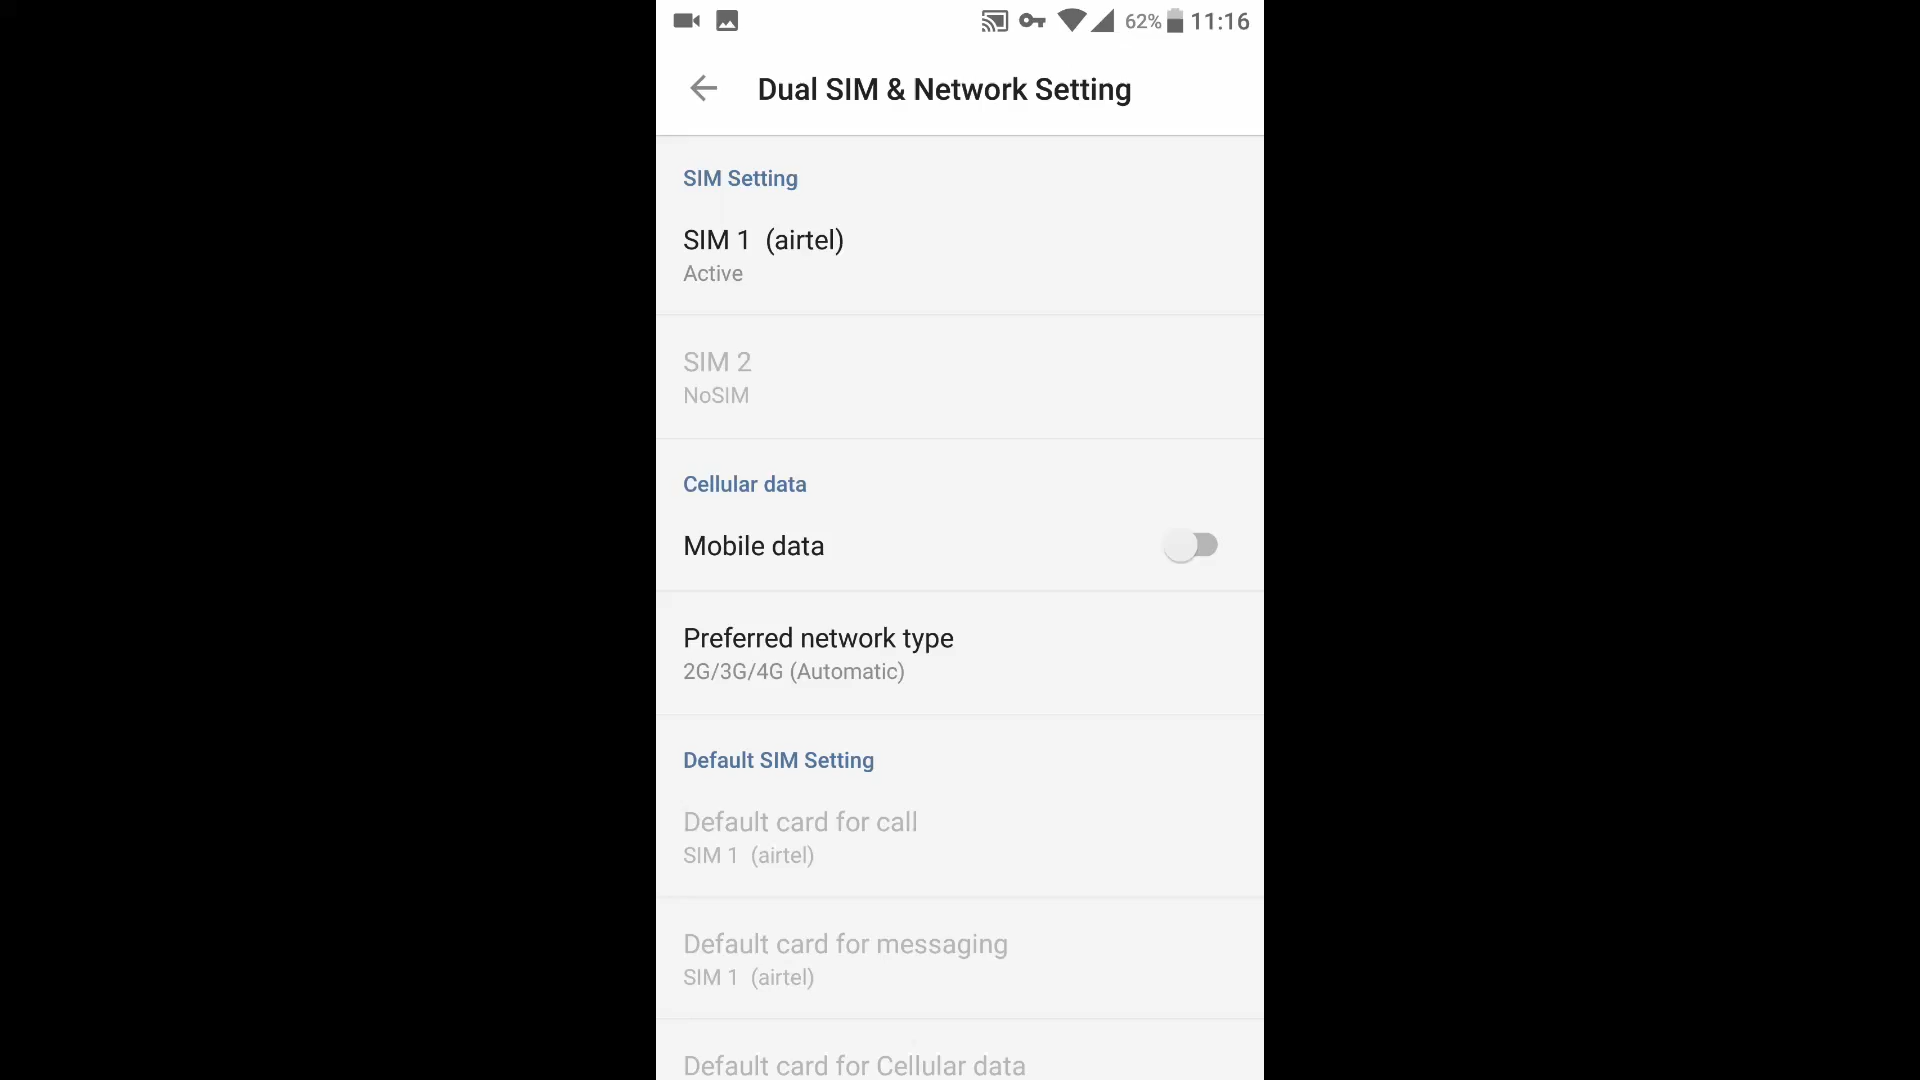 62% 11:16
Dual SIM & Network Setting
SIM Setting
SIM 1 (airtel)
Active
SIM 2
NoSIM
Cellular data
Mobile data
Preferred network type
2G/3G/4G (Automatic)
Default SIM Setting
Default card for call
SIM 1 (airtel)
Default card for messaging
SIM 1 (airtel)
Default card for Cellular data